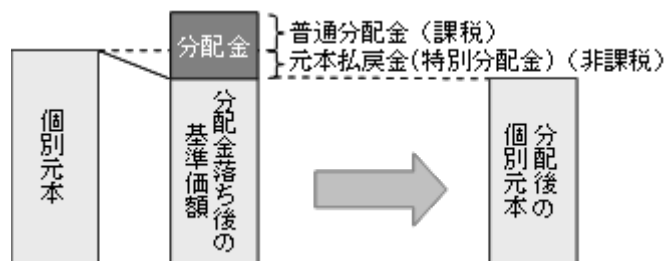 分配金
普通分配金（課税）
元本払戻金(特別分配金)（非課税）
個別元本
分配金落ち後の
基準価額
分配後の
個別元本